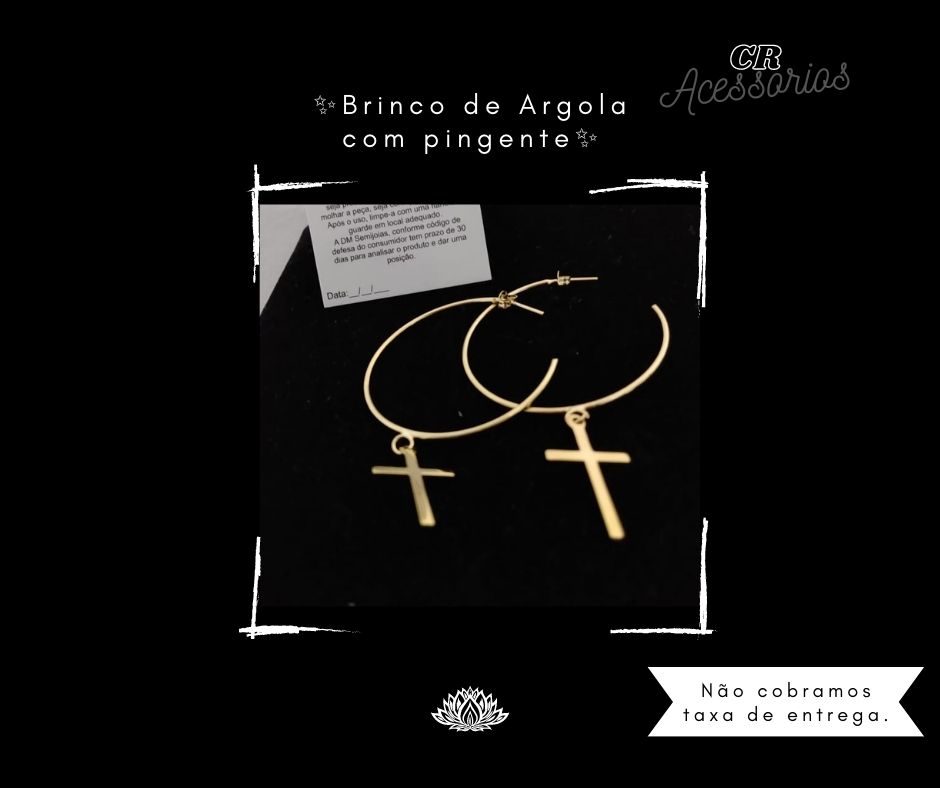 CR
Acessorios
✨Brinco de Argola
com pingente✨
molhar a peça, seja
Após o uso, limpe-a com uma
guarde em local adequado.
A DM Semijoias, conforme código de
defesa do consumidor tem prazo de 30
dias para analisar o produto e dar uma
posição.
Data:__/__/__
Não cobramos
taxa de entrega.